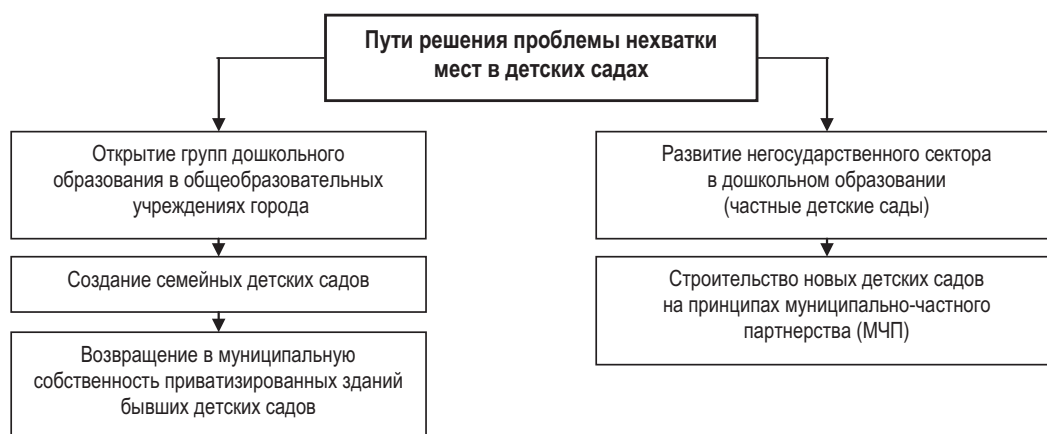 Пути решения проблемы нехватки
мест в детских садах
Открытие групп дошкольного
образования в общеобразовательных
учреждениях города
Создание семейных детских садов
Возвращение в муниципальную
собственность приватизированных зданий
бывших детских садов
Развитие негосударственного сектора
в дошкольном образовании
(частные детские сады)
Строительство новых детских садов
на принципах муниципально-частного
партнерства (МЧП)